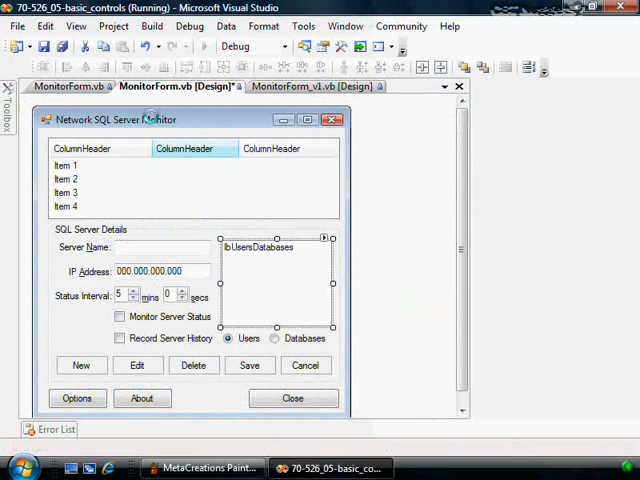 70-526_05-basic_controls (Running) - Microsoft Visual Studio
File Edit View Project Build Debug Data Format Tools Window Community Help
Debug
MonitorForm.vb MonitorForm.vb [Design]* MonitorForm_v1.vb [Design]
Toolbox
Network SQL Server Monitor
ColumnHeader ColumnHeader ColumnHeader
Item 1
Item 2
Item 3
Item 4
SQL Server Details
Server Name:
lbUsersDatabases
IP Address: 000.000.000.000
Status Interval: 5 mins 0 secs
Monitor Server Status
Record Server History Users Databases
New Edit Delete Save Cancel
Options About Close
Error List
MetaCreations Paint... 70-526_05-basic_co...